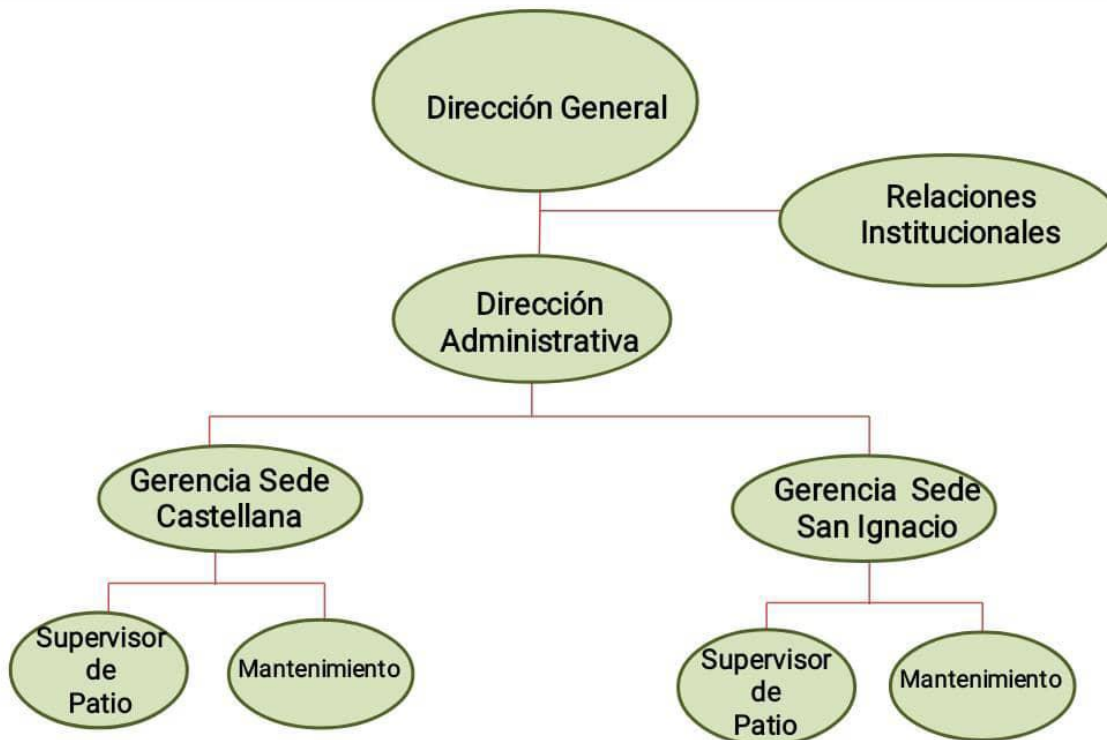 Dirección General
Relaciones
Institucionales
Dirección
Administrativa
Gerencia Sede
Castellana
Gerencia Sede
San Ignacio
Supervisor
de
Patio
Mantenimiento
Supervisor
de
Patio
Mantenimiento